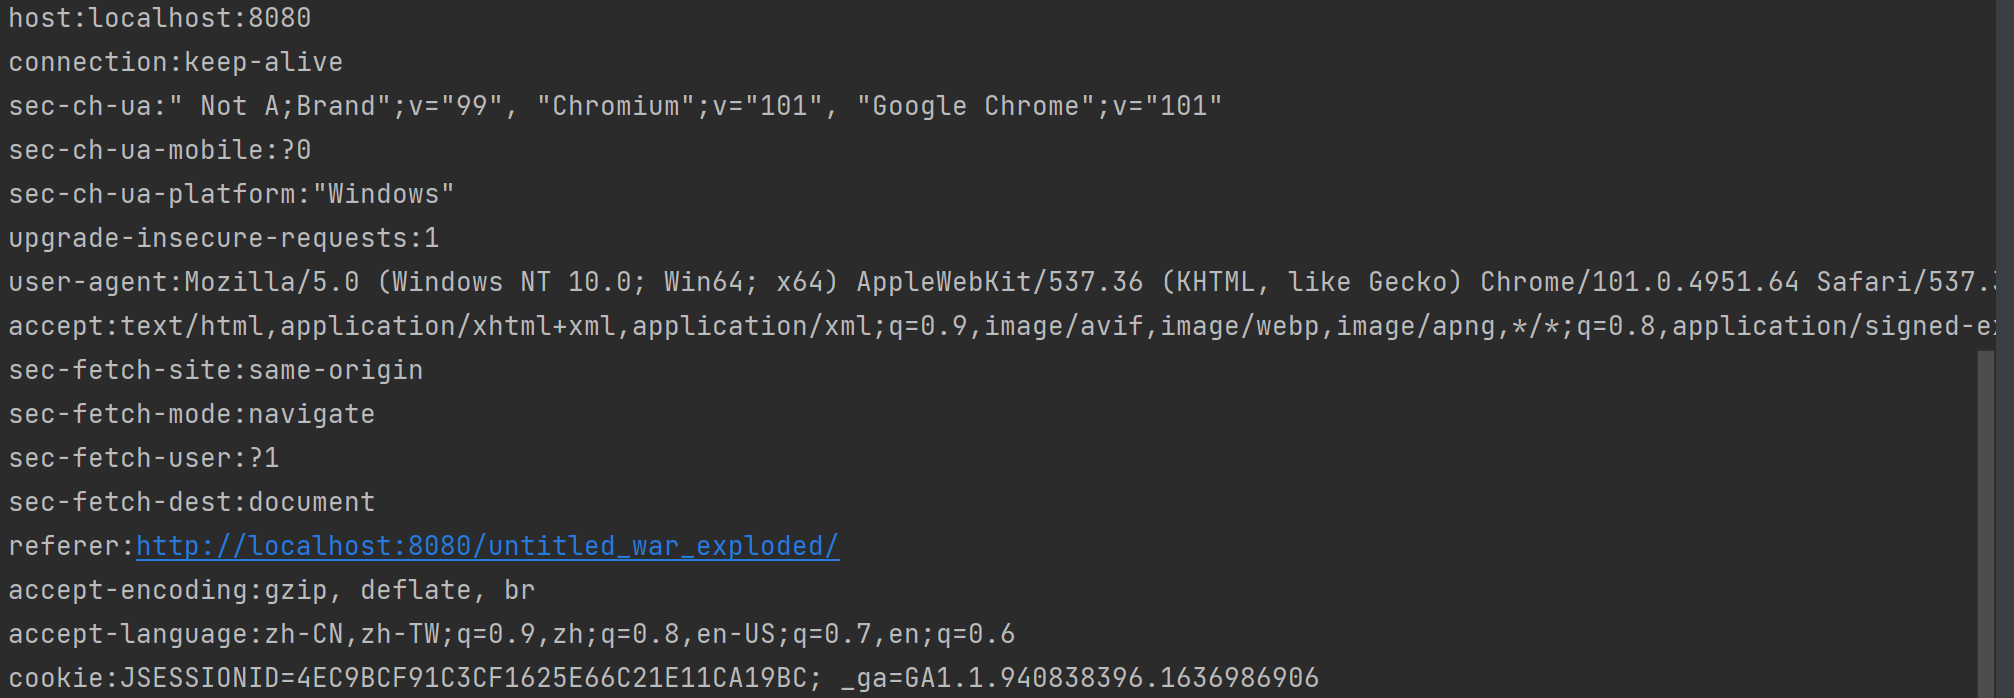 host:localhost:8080
connection:keep-alive
sec-ch-ua:" Not A;Brand";v="99", "Chromium";v="101", "Google Chrome";v="101"
sec-ch-ua-mobile:?0
sec-ch-ua-platform:"Windows"
upgrade-insecure-requests:1
user-agent:Mozilla/5.0 (Windows NT 10.0; Win64; x64) AppleWebKit/537.36 (KHTML, like Gecko) Chrome/101.0.4951.64 Safari/537.3
accept:text/html,application/xhtml+xml,application/xml;q=0.9,image/avif,image/webp,image/apng,*/*;q=0.8,application/signed-ex
sec-fetch-site:same-origin
sec-fetch-mode:navigate
sec-fetch-user:?1
sec-fetch-dest:document
referer:http://localhost:8080/untitled_war_exploded/
accept-encoding:gzip, deflate, br
accept-language:zh-CN,zh-TW;q=0.9,zh;q=0.8,en-US;q=0.7,en;q=0.6
cookie:JSESSIONID=4EC9BCF91C3CF1625E66C21E11CA19BC; _ga=GA1.1.940838396.1636986906